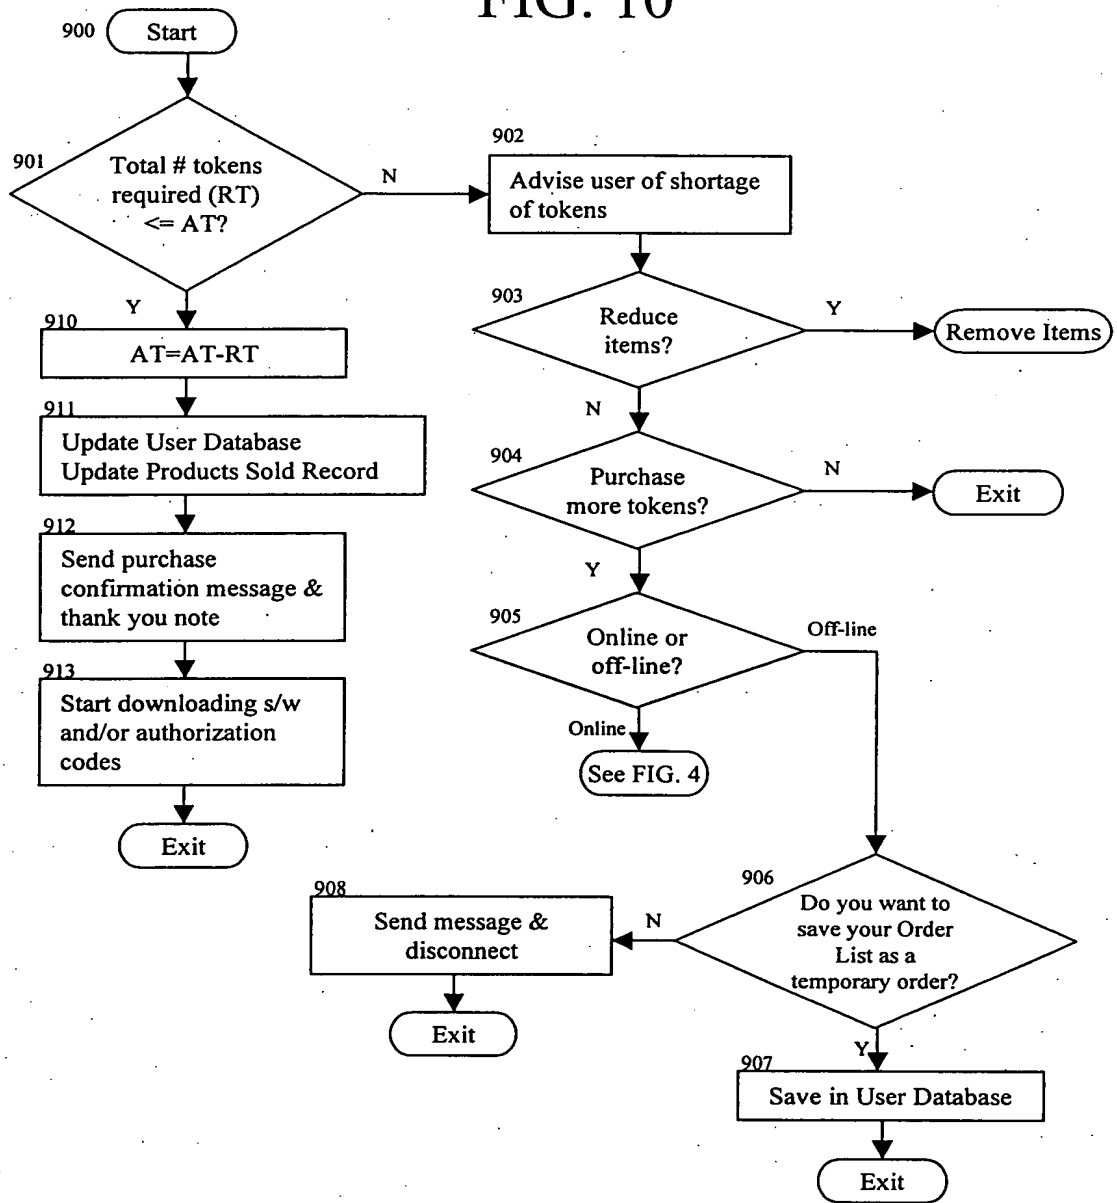 FIG. 10
900
Start
901
Total # tokens
required (RT)
<= AT?
N
902
Advise user of shortage
of tokens
Y
903
Reduce
items?
Y
Remove Items
910
AT=AT-RT
N
911
Update User Database
Update Products Sold Record
904
Purchase
more tokens?
N
Exit
912
Send purchase
confirmation message &
thank you note
Y
905
Online or
off-line?
Off-line
913
Start downloading s/w
and/or authorization
codes
Online
See FIG. 4
Exit
906
Do you want to
save your Order
List as a
temporary order?
N
908
Send message &
disconnect
Exit
Y
907
Save in User Database
Exit